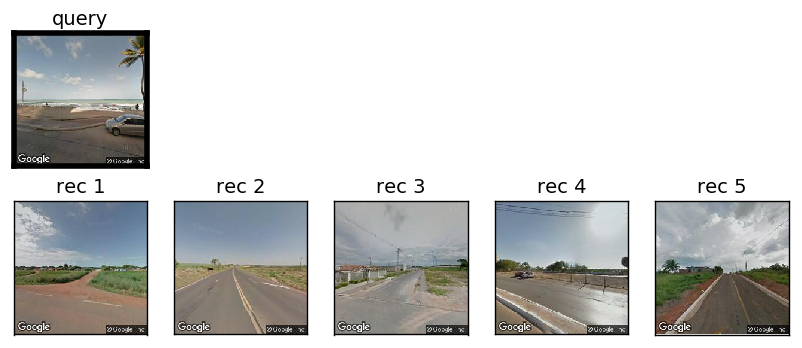 query
Google
© Google, Inc
rec 1
rec 2
rec 3
rec 4
rec 5
Google
© Google, Inc
Google
© Google, Inc
Google
© Google, Inc
Google
© Google, Inc
Google
© Google, Inc